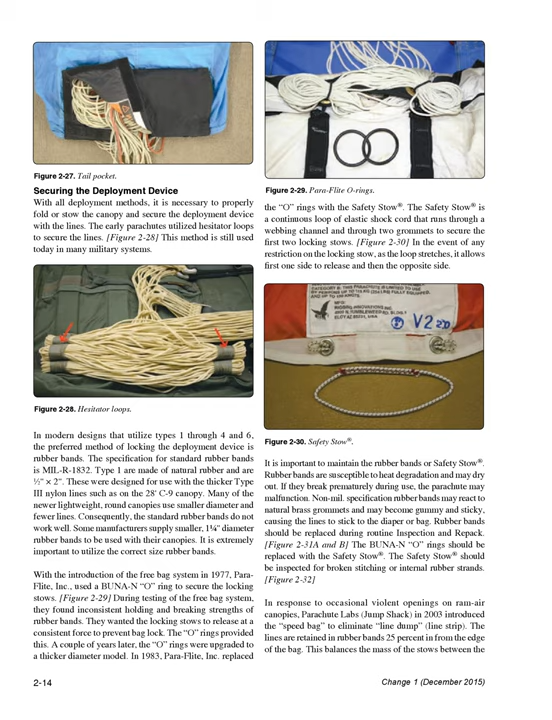 Figure 2-27. Tail pocket.
Securing the Deployment Device
With all deployment methods, it is necessary to properly
fold or stow the canopy and secure the deployment device
with the lines. The early parachutes utilized hesitator loops
to secure the lines. [Figure 2-28] This method is still used
today in many military systems.
Figure 2-28. Hesitator loops.
In modern designs that utilize types 1 through 4 and 6,
the preferred method of locking the deployment device is
rubber bands. The specification for standard rubber bands
is MIL-R-1832. Type 1 are made of natural rubber and are
½" × 2". These were designed for use with the thicker Type
III nylon lines such as on the 28' C-9 canopy. Many of the
newer lightweight, round canopies use smaller diameter and
fewer lines. Consequently, the standard rubber bands do not
work well. Some manufacturers supply smaller, 1¼" diameter
rubber bands to be used with their canopies. It is extremely
important to utilize the correct size rubber bands.
With the introduction of the free bag system in 1977, Para-
Flite, Inc., used a BUNA-N “O” ring to secure the locking
stows. [Figure 2-29] During testing of the free bag system,
they found inconsistent holding and breaking strengths of
rubber bands. They wanted the locking stows to release at a
consistent force to prevent bag lock. The “O” rings provided
this. A couple of years later, the “O” rings were upgraded to
a thicker diameter model. In 1983, Para-Flite, Inc. replaced
Figure 2-29. Para-Flite O-rings.
the “O” rings with the Safety Stow®. The Safety Stow® is
a continuous loop of elastic shock cord that runs through a
webbing channel and through two grommets to secure the
first two locking stows. [Figure 2-30] In the event of any
restriction on the locking stow, as the loop stretches, it allows
first one side to release and then the opposite side.
V2
Figure 2-30. Safety Stow®.
It is important to maintain the rubber bands or Safety Stow®.
Rubber bands are susceptible to heat degradation and may dry
out. If they break prematurely during use, the parachute may
malfunction. Non-mil. specification rubber bands may react to
natural brass grommets and may become gummy and sticky,
causing the lines to stick to the diaper or bag. Rubber bands
should be replaced during routine Inspection and Repack.
[Figure 2-31A and B] The BUNA-N “O” rings should be
replaced with the Safety Stow®. The Safety Stow® should
be inspected for broken stitching or internal rubber strands.
[Figure 2-32]
In response to occasional violent openings on ram-air
canopies, Parachute Labs (Jump Shack) in 2003 introduced
the “speed bag” to eliminate “line dump” (line strip). The
lines are retained in rubber bands 25 percent in from the edge
of the bag. This balances the mass of the stows between the
2-14
Change 1 (December 2015)